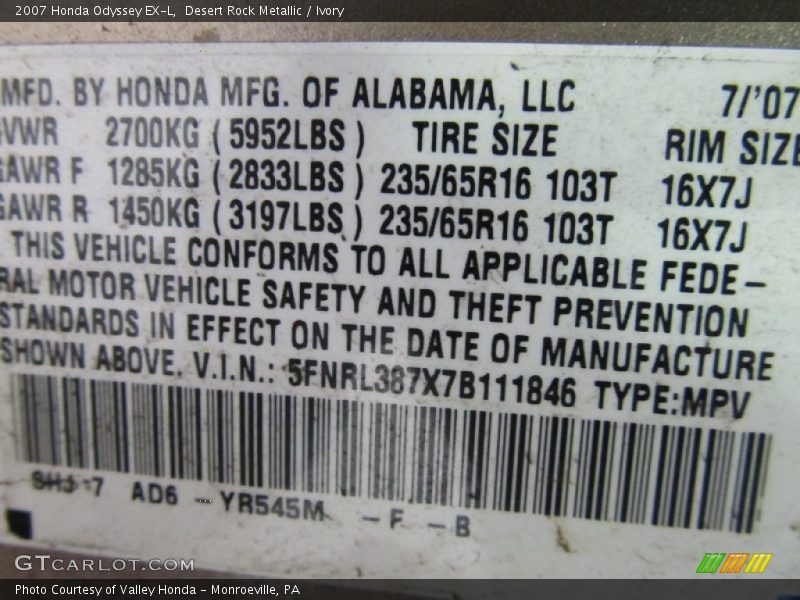 2007 Honda Odyssey EX-L, Desert Rock Metallic / Ivory
MFD. BY HONDA MFG. OF ALABAMA, LLC 7/'07
GVWR 2700KG (5952LBS) TIRE SIZE RIM SIZE
GAWR F 1285KG (2833LBS) 235/65R16 103T 16X7J
GAWR R 1450KG (3197LBS) 235/65R16 103T 16X7J
THIS VEHICLE CONFORMS TO ALL APPLICABLE FEDE-
RAL MOTOR VEHICLE SAFETY AND THEFT PREVENTION
STANDARDS IN EFFECT ON THE DATE OF MANUFACTURE
SHOWN ABOVE. V.I.N.: 5FNRL387X7B111846 TYPE:MPV
SHJ-7 AD6 - YR545M - F - B
GTCARLOT.COM
Photo Courtesy of Valley Honda - Monroeville, PA